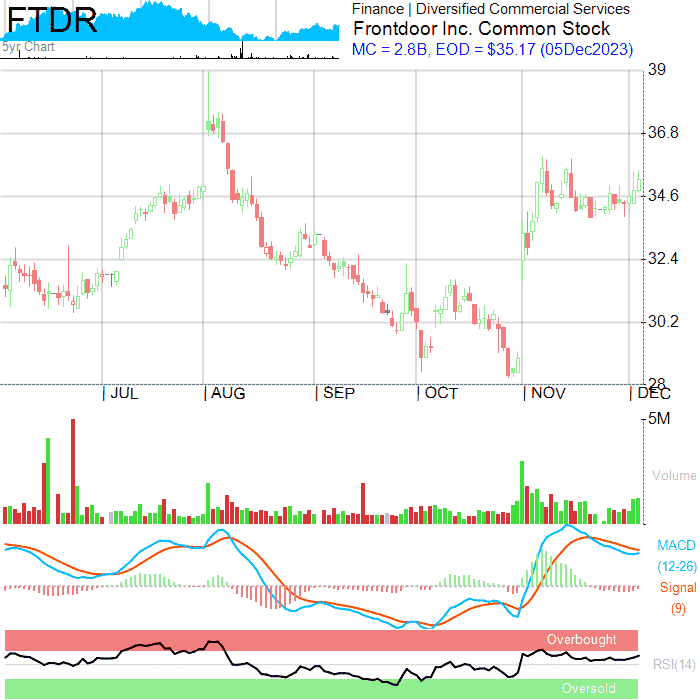 FTDR
5yr Chart
Finance | Diversified Commercial Services
Frontdoor Inc. Common Stock
MC = 2.8B, EOD = $35.17 (05Dec2023)
39
36.8
34.6
32.4
30.2
28
| JUL | AUG | SEP | OCT | NOV | DEC
5M
Volume
MACD
(12-26)
Signal
(9)
Overbought
RSI(14)
Oversold